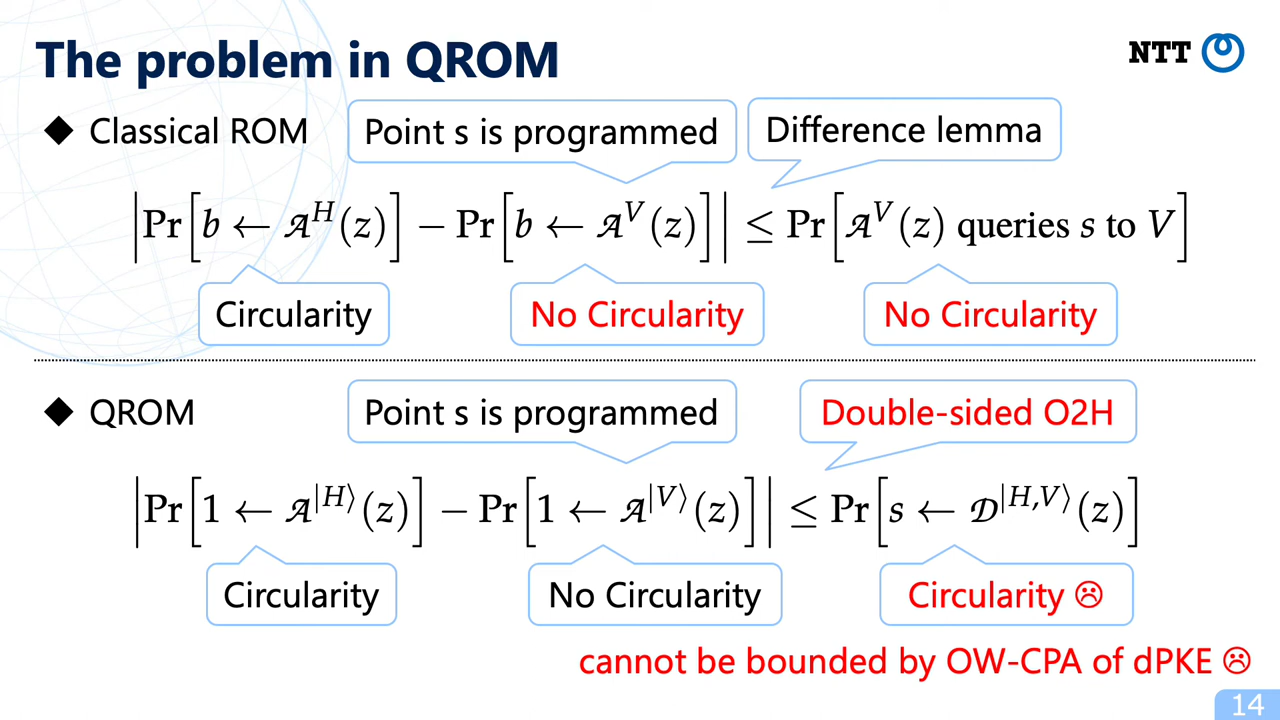 The problem in QROM
NTT
◆ Classical ROM
Point s is programmed
Difference lemma
|Pr[b ← 𝒜^H(z)] − Pr[b ← 𝒜^V(z)]| ≤ Pr[𝒜^V(z) queries s to V]
Circularity
No Circularity
No Circularity
◆ QROM
Point s is programmed
Double-sided O2H
|Pr[1 ← 𝒜^|H⟩(z)] − Pr[1 ← 𝒜^|V⟩(z)]| ≤ Pr[s ← 𝒟^|H,V⟩(z)]
Circularity
No Circularity
Circularity ☹
cannot be bounded by OW-CPA of dPKE ☹
14